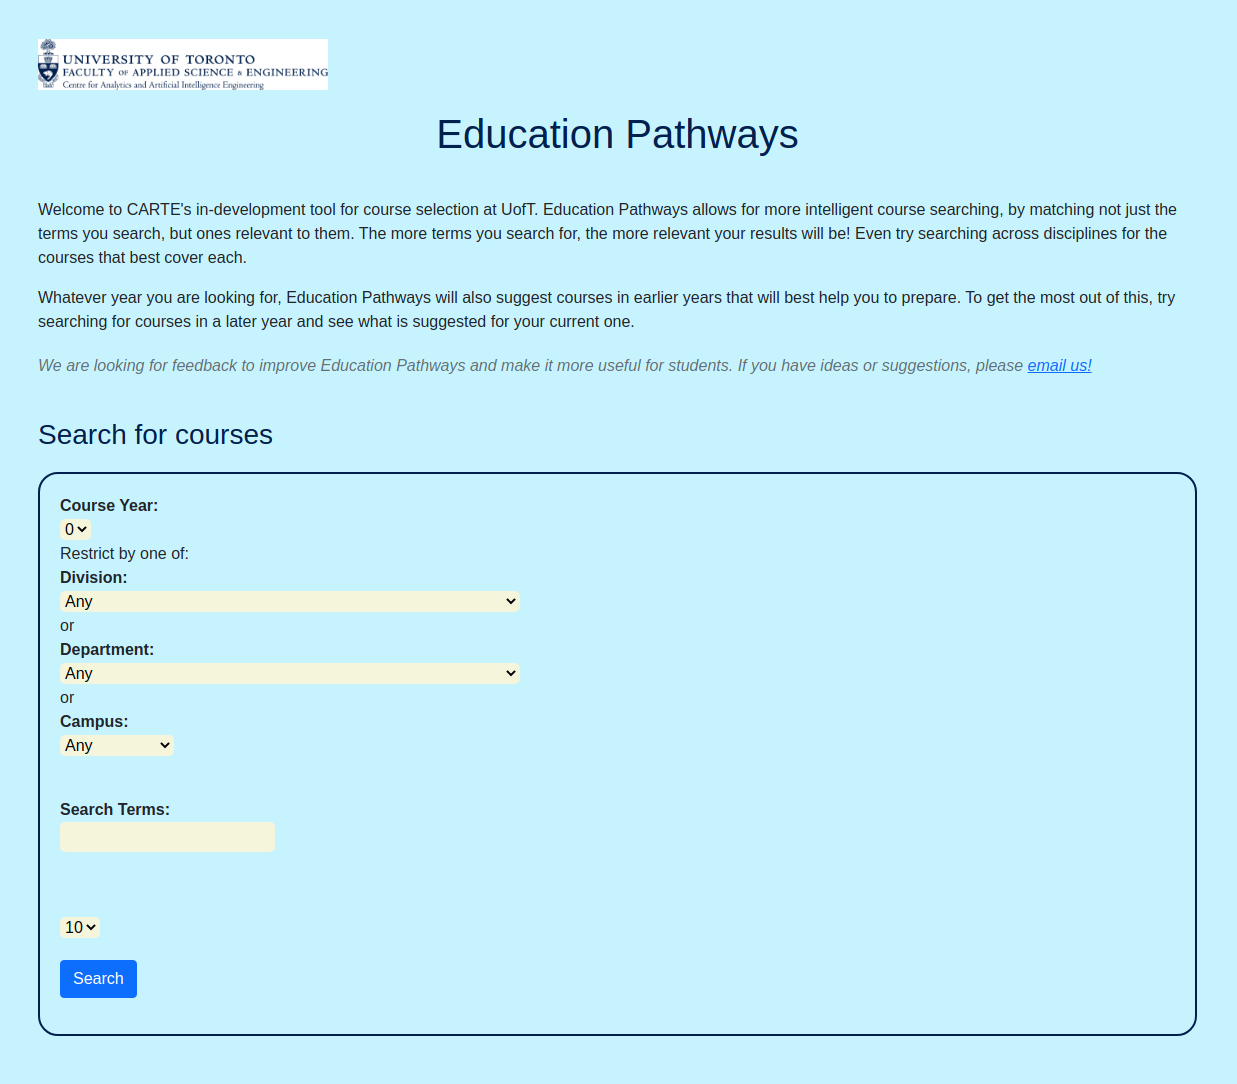 UNIVERSITY OF TORONTO
FACULTY OF APPLIED SCIENCE & ENGINEERING
Centre for Analytics and Artificial Intelligence Engineering
Education Pathways
Welcome to CARTE's in-development tool for course selection at UofT. Education Pathways allows for more intelligent course searching, by matching not just the
terms you search, but ones relevant to them. The more terms you search for, the more relevant your results will be! Even try searching across disciplines for the
courses that best cover each.
Whatever year you are looking for, Education Pathways will also suggest courses in earlier years that will best help you to prepare. To get the most out of this, try
searching for courses in a later year and see what is suggested for your current one.
We are looking for feedback to improve Education Pathways and make it more useful for students. If you have ideas or suggestions, please email us!
Search for courses
Course Year:
0
Restrict by one of:
Division:
Any
or
Department:
Any
or
Campus:
Any
Search Terms:
10
Search